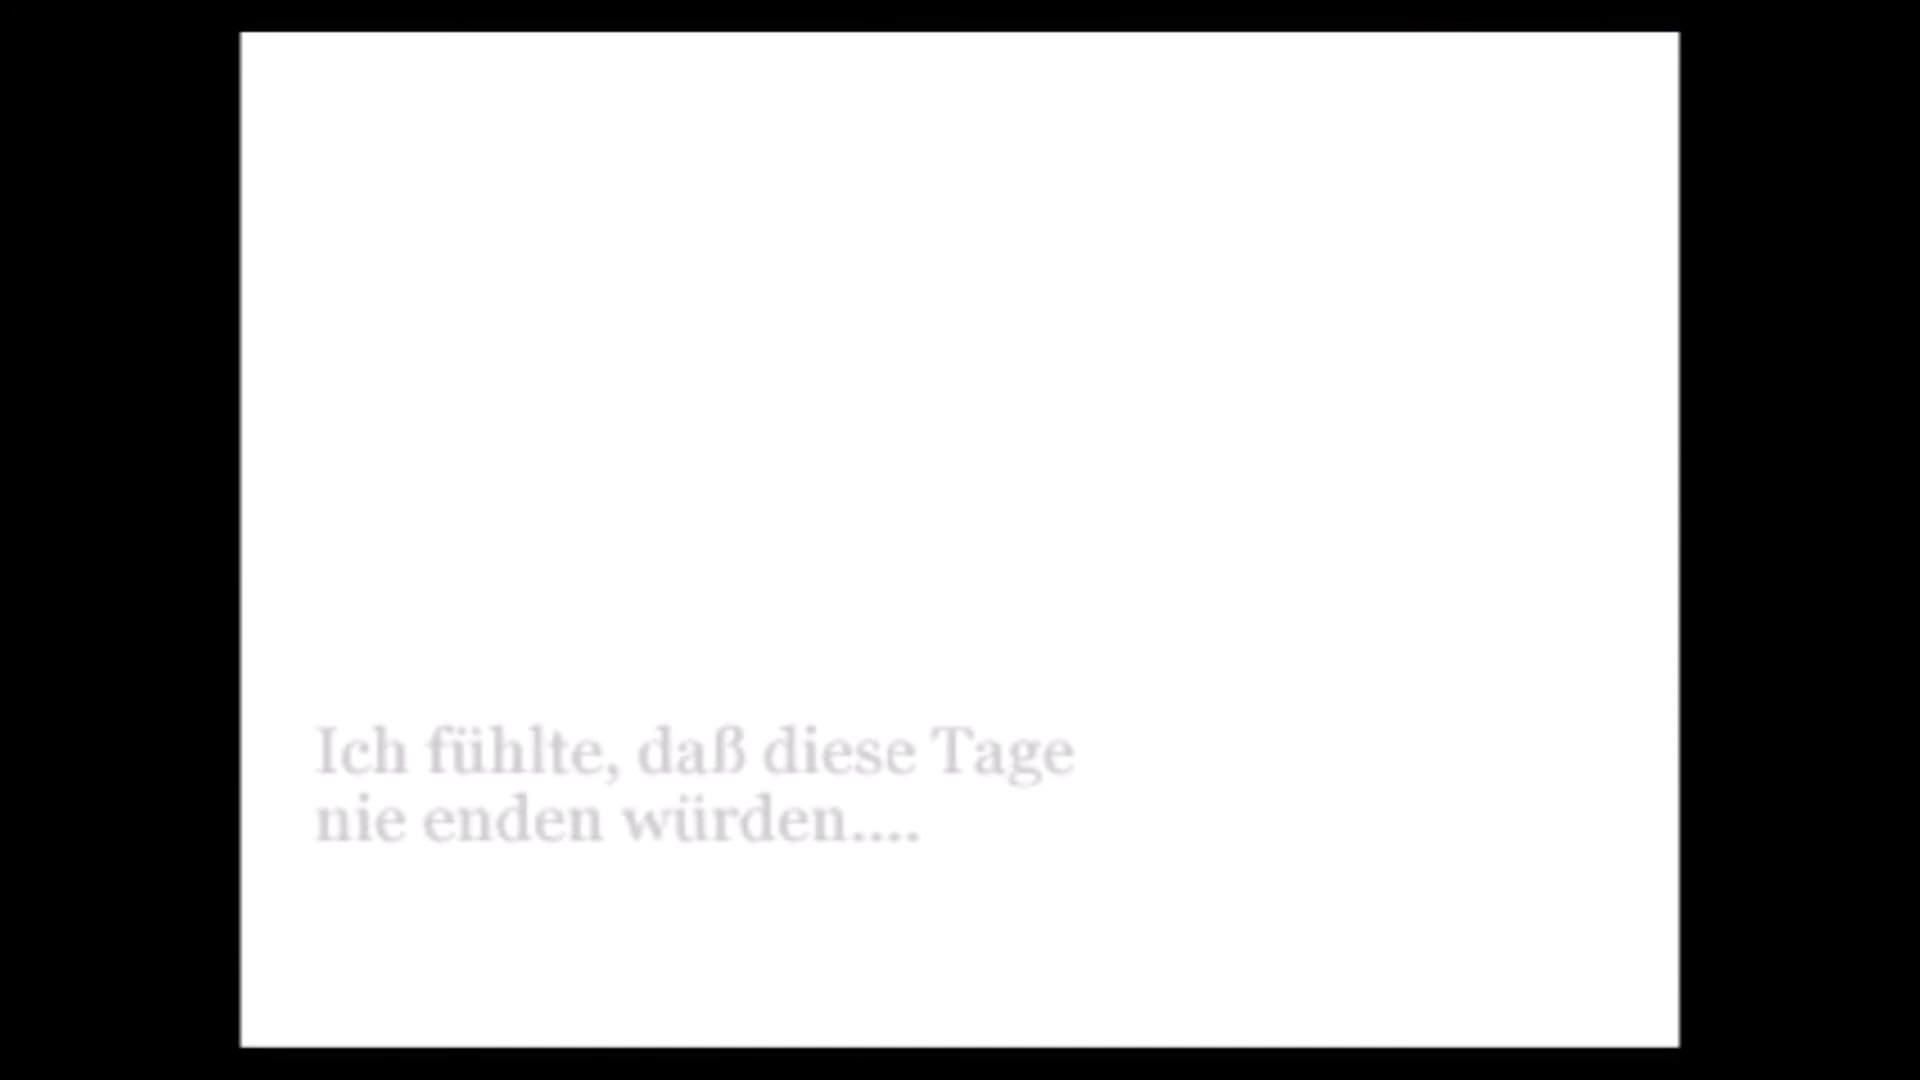 Ich fühlte, daß diese Tage
nie enden würden....